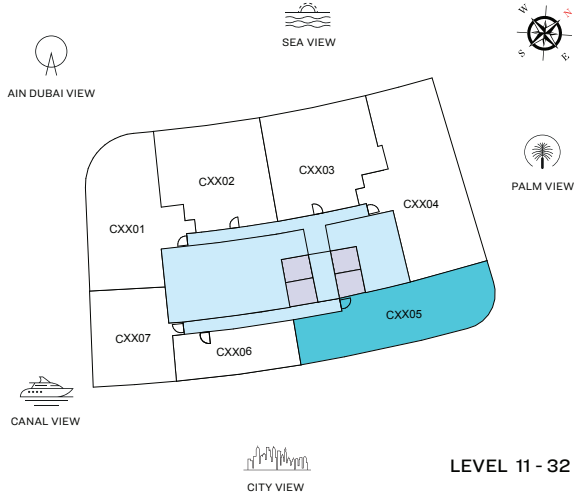 SEA VIEW
W
N
S
E
AIN DUBAI VIEW
PALM VIEW
CXX01
CXX02
CXX03
CXX04
CXX05
CXX06
CXX07
CANAL VIEW
CITY VIEW
LEVEL 11 - 32